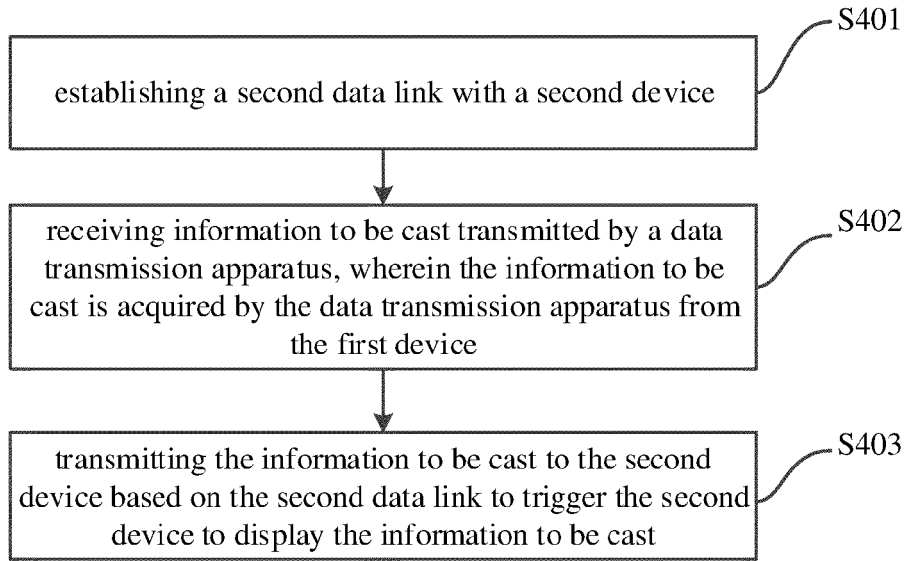 S401
establishing a second data link with a second device
S402
receiving information to be cast transmitted by a data
transmission apparatus, wherein the information to be
cast is acquired by the data transmission apparatus from
the first device
S403
transmitting the information to be cast to the second
device based on the second data link to trigger the second
device to display the information to be cast